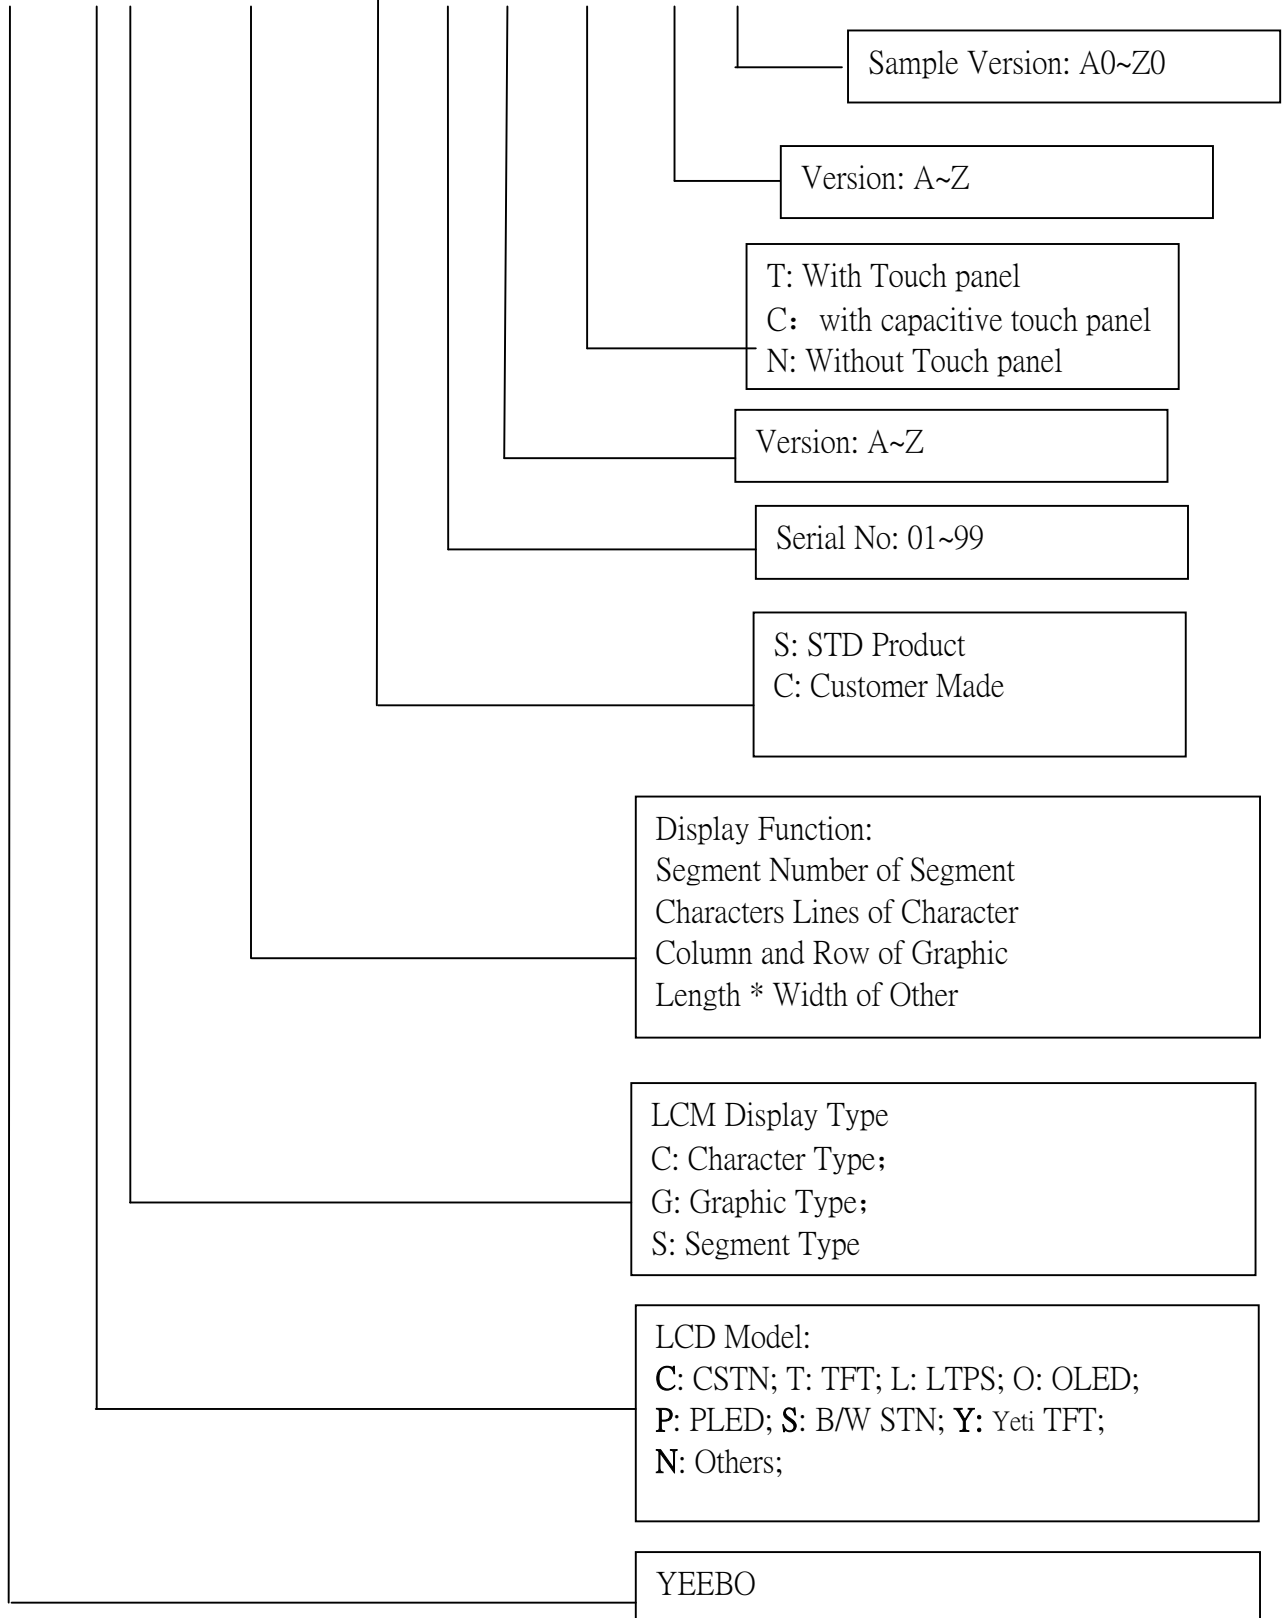 Sample Version: A0~Z0
Version: A~Z
T: With Touch panel
C：with capacitive touch panel
N: Without Touch panel
Version: A~Z
Serial No: 01~99
S: STD Product
C: Customer Made
Display Function:
Segment Number of Segment
Characters Lines of Character
Column and Row of Graphic
Length * Width of Other
LCM Display Type
C: Character Type；
G: Graphic Type；
S: Segment Type
LCD Model:
C: CSTN; T: TFT; L: LTPS; O: OLED;
P: PLED; S: B/W STN; Y: Yeti TFT;
N: Others;
YEEBO